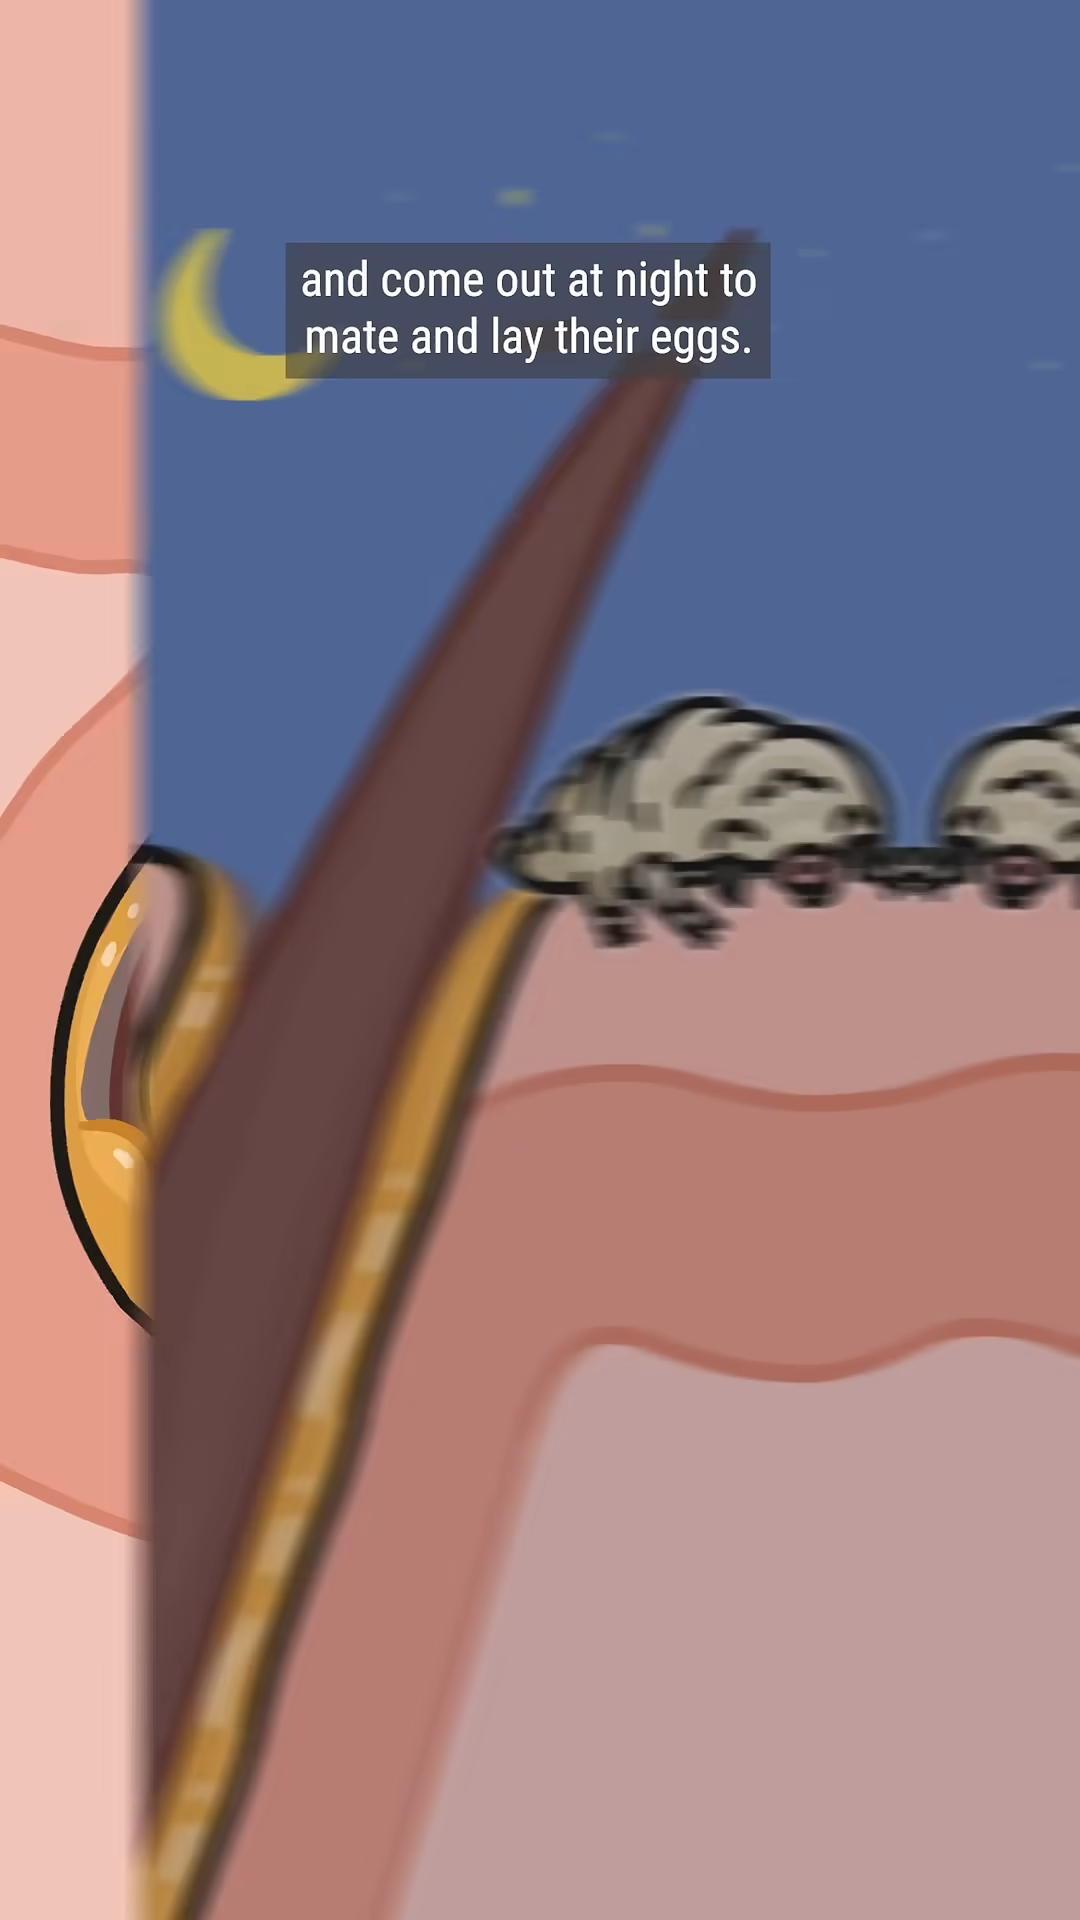 and come out at night to
mate and lay their eggs.